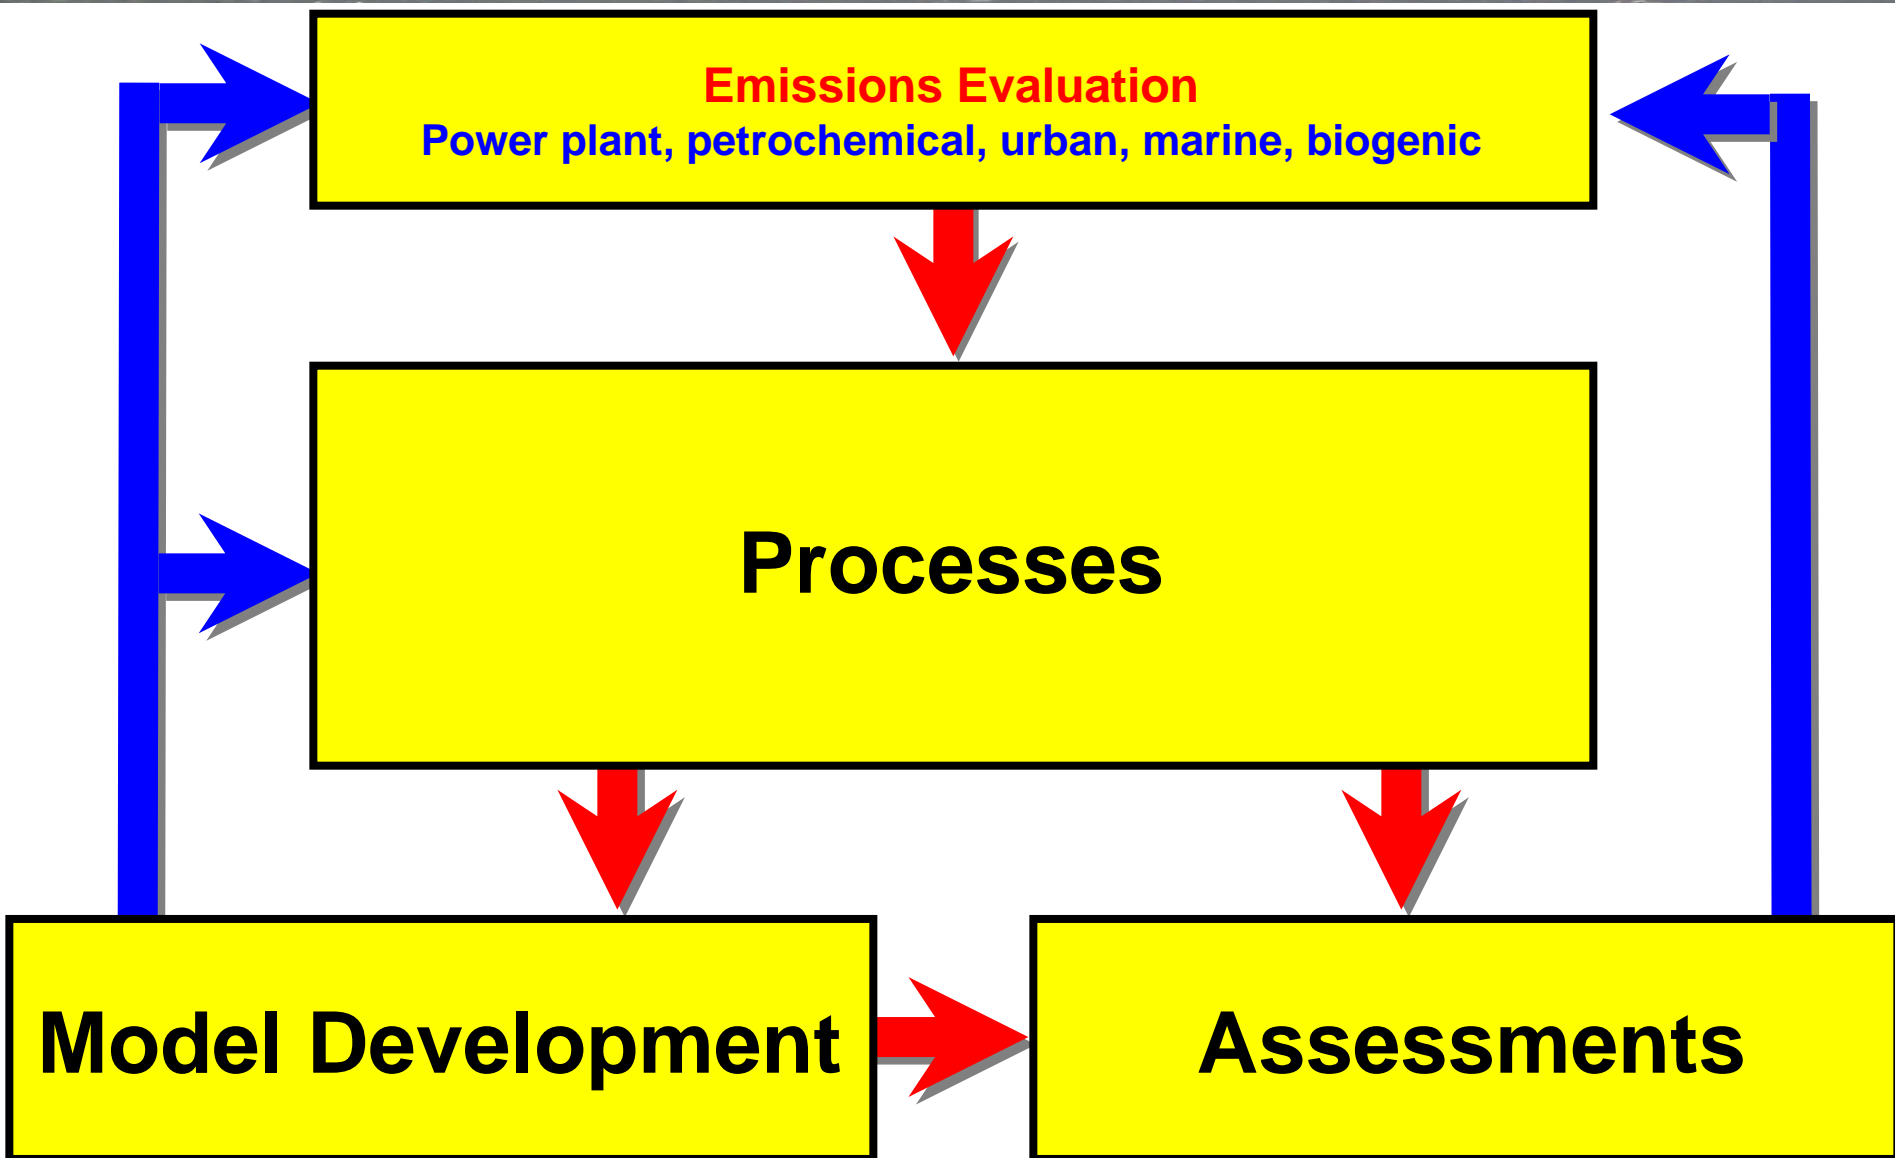 Emissions Evaluation
Power plant, petrochemical, urban, marine, biogenic
Processes
Model Development
Assessments